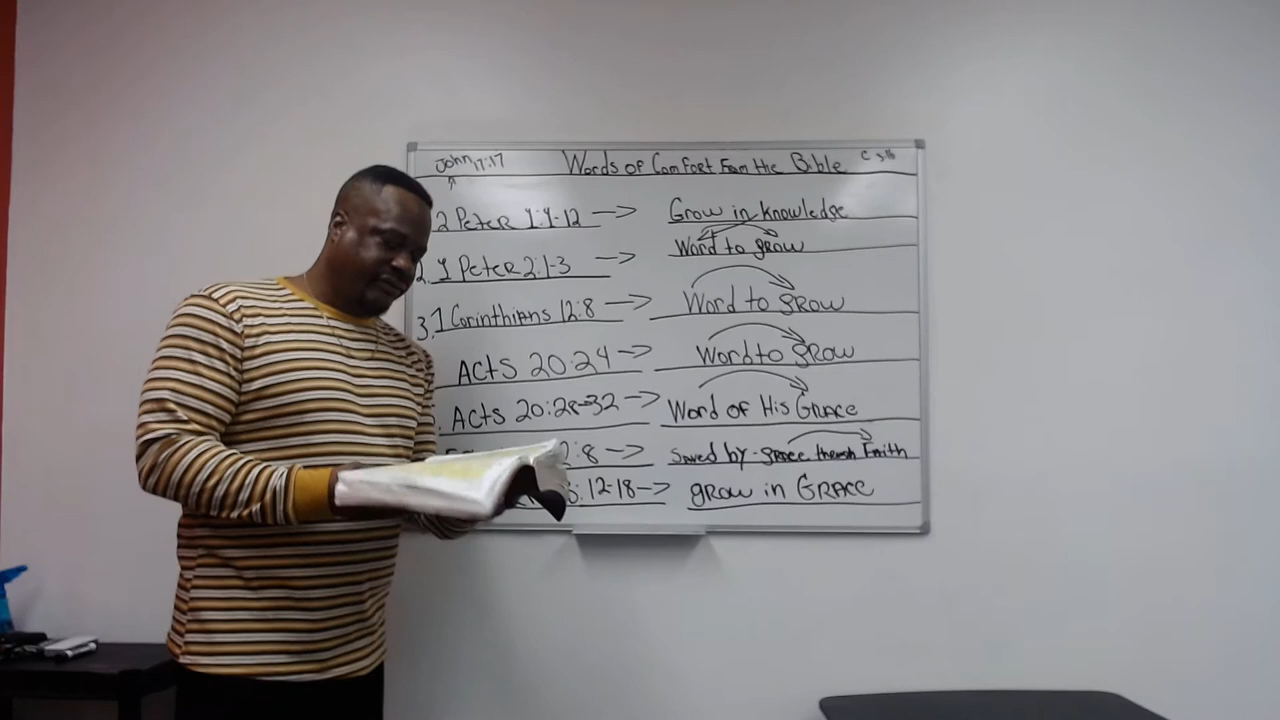 John 17:17 Words of Comfort From the Bible
2 Peter 1:1-12 → Grow in Knowledge
2. 1 Peter 2:1-3 → Word to grow
3. 1 Corinthians 12:8 → Word to grow
Acts 20:24 → Word to grow
Acts 20:28-32 → Word of His Grace
2:8 → Saved by - grace through Faith
12-18 → grow in Grace